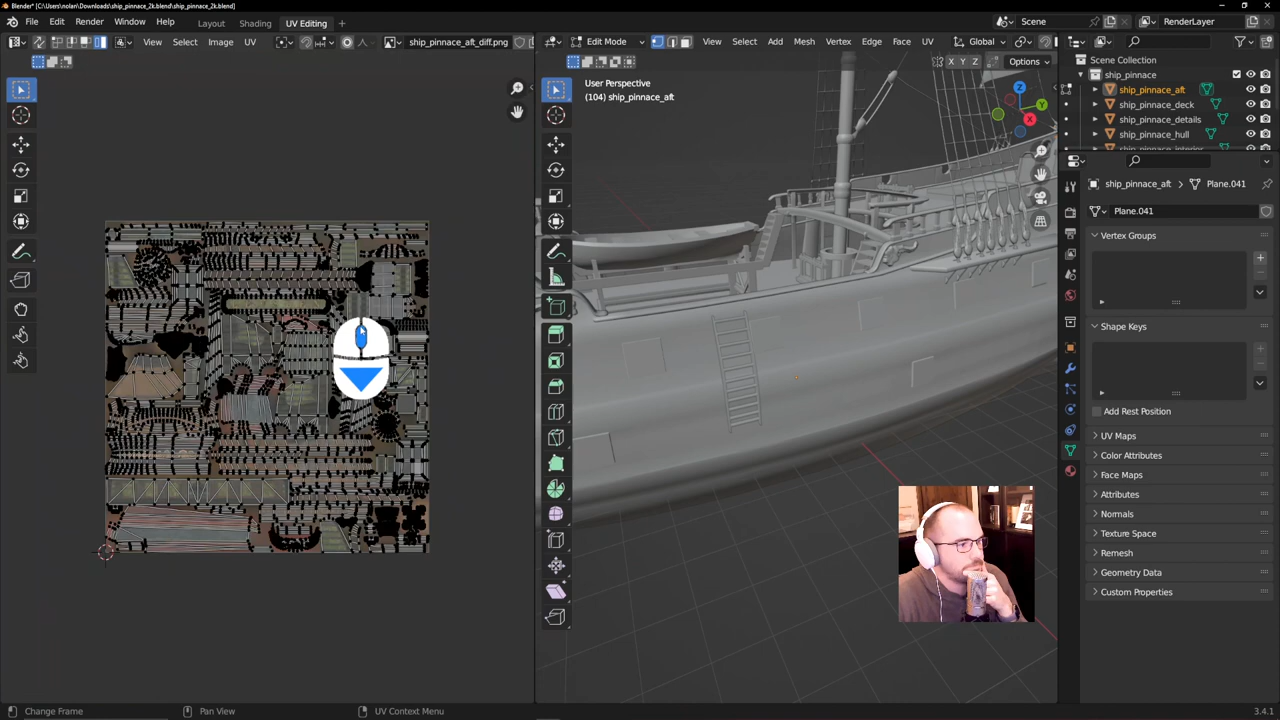 Blender* [C:\Users\nolan\Downloads\ship_pinnace_2k.blend\ship_pinnace_2k.blend]
File Edit Render Window Help Layout Shading UV Editing + Scene RenderLayer
View Select Image UV ship_pinnace_aft_diff.png
Edit Mode View Select Add Mesh Vertex Edge Face UV Global
X Y Z Options
User Perspective
(104) ship_pinnace_aft
Z
Y
X
Scene Collection
ship_pinnace
ship_pinnace_aft
ship_pinnace_deck
ship_pinnace_details
ship_pinnace_hull
ship_pinnace_interior
ship_pinnace_aft > Plane.041
Plane.041
Vertex Groups
Shape Keys
Add Rest Position
UV Maps
Color Attributes
Face Maps
Attributes
Normals
Texture Space
Remesh
Geometry Data
Custom Properties
Change Frame Pan View UV Context Menu 3.4.1